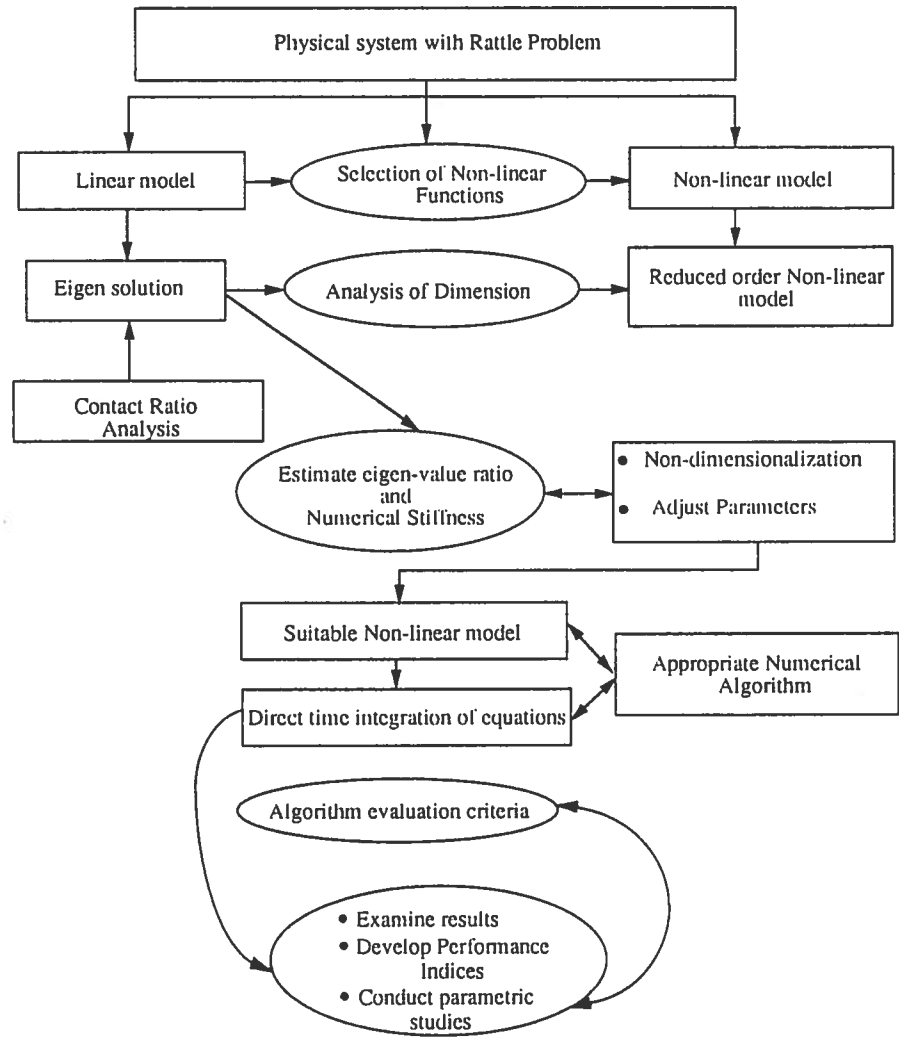 Physical system with Rattle Problem
Linear model
Selection of Non-linear
Functions
Non-linear model
Eigen solution
Analysis of Dimension
Reduced order Non-linear
model
Contact Ratio
Analysis
Estimate eigen-value ratio
and
Numerical Stiffness
• Non-dimensionalization
• Adjust Parameters
Suitable Non-linear model
Appropriate Numerical
Algorithm
Direct time integration of equations
Algorithm evaluation criteria
• Examine results
• Develop Performance
Indices
• Conduct parametric
studies